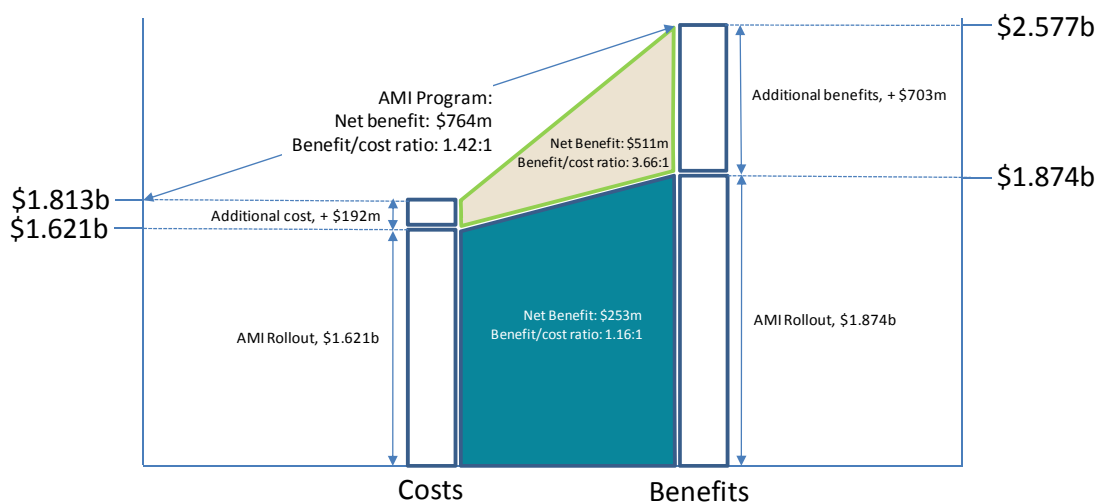 $2.577b
AMI Program:
Net benefit: $764m
Benefit/cost ratio: 1.42:1
Additional benefits, + $703m
Net Benefit: $511m
Benefit/cost ratio: 3.66:1
$1.874b
$1.813b
Additional cost, + $192m
$1.621b
Net Benefit: $253m
Benefit/cost ratio: 1.16:1
AMI Rollout, $1.621b
AMI Rollout, $1.874b
Costs
Benefits